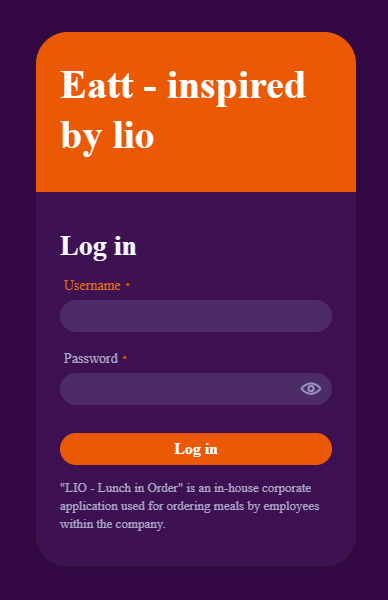 Eatt - inspired
by lio
Log in
Username *
Password *
Log in
"LIO - Lunch in Order" is an in-house corporate
application used for ordering meals by employees
within the company.